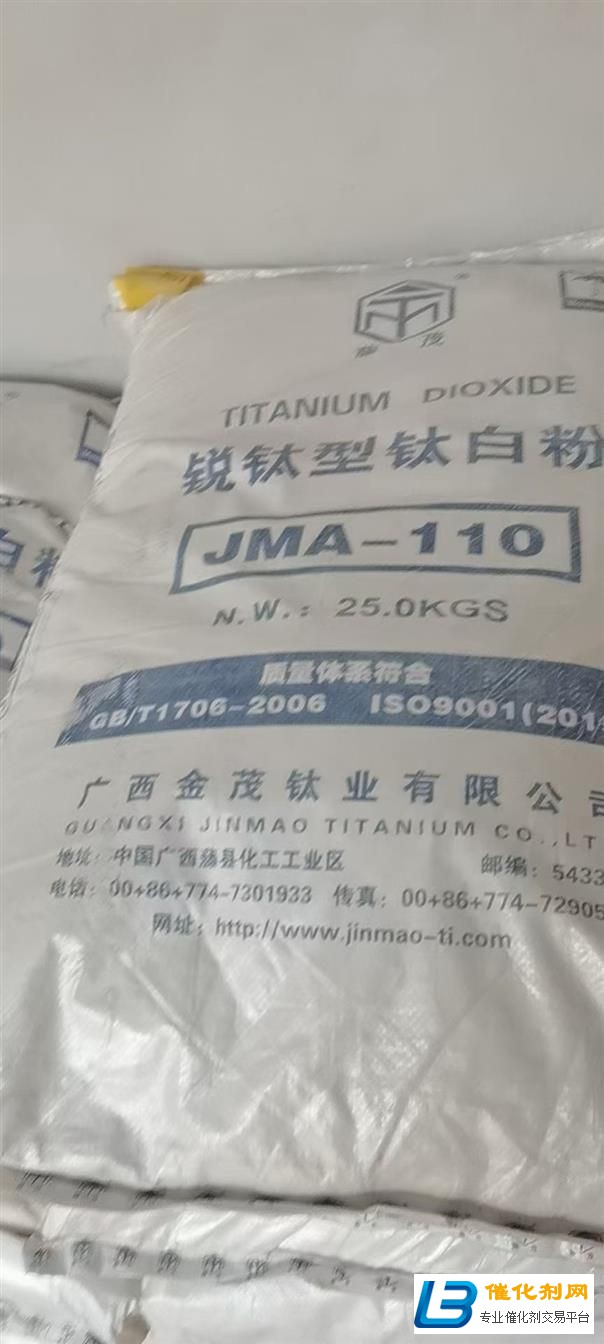 茂
TITANIUM DIOXIDE
锐钛型钛白粉
JMA-110
N.W.: 25.0KGS
质量体系符合
GB/T1706-2006 ISO9001(201
广西金茂钛业有限公司
GUANGXI JINMAO TITANIUM CO.,LT
地址: 中国广西藤县化工工业区 邮编: 5433
电话: 00+86+774-7301933 传真: 00+86+774-72905
网址: http://www.jinmao-ti.com
催化剂网
专业催化剂交易平台